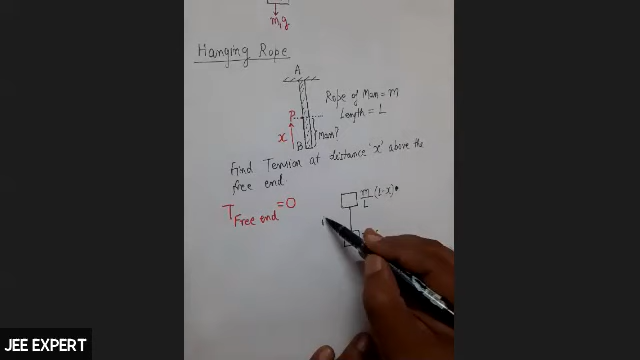 m₁g
Hanging Rope
A
Rope of Mass = m
Length = L
P
x
Mass?
B
Find Tension at distance 'x' above the
free end
T Free end = 0
m/L (L-x)
JEE EXPERT